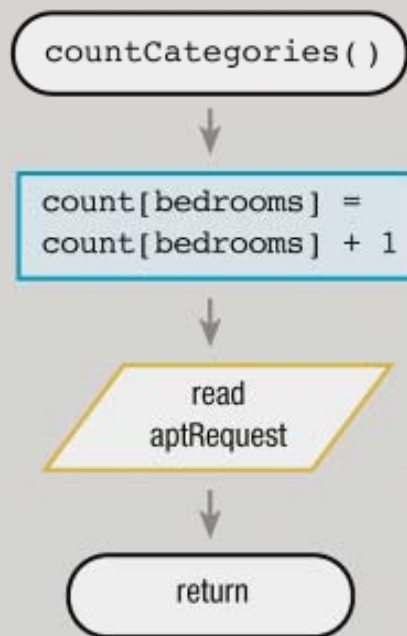 countCategories()
count[bedrooms] =
count[bedrooms] + 1
read
aptRequest
return